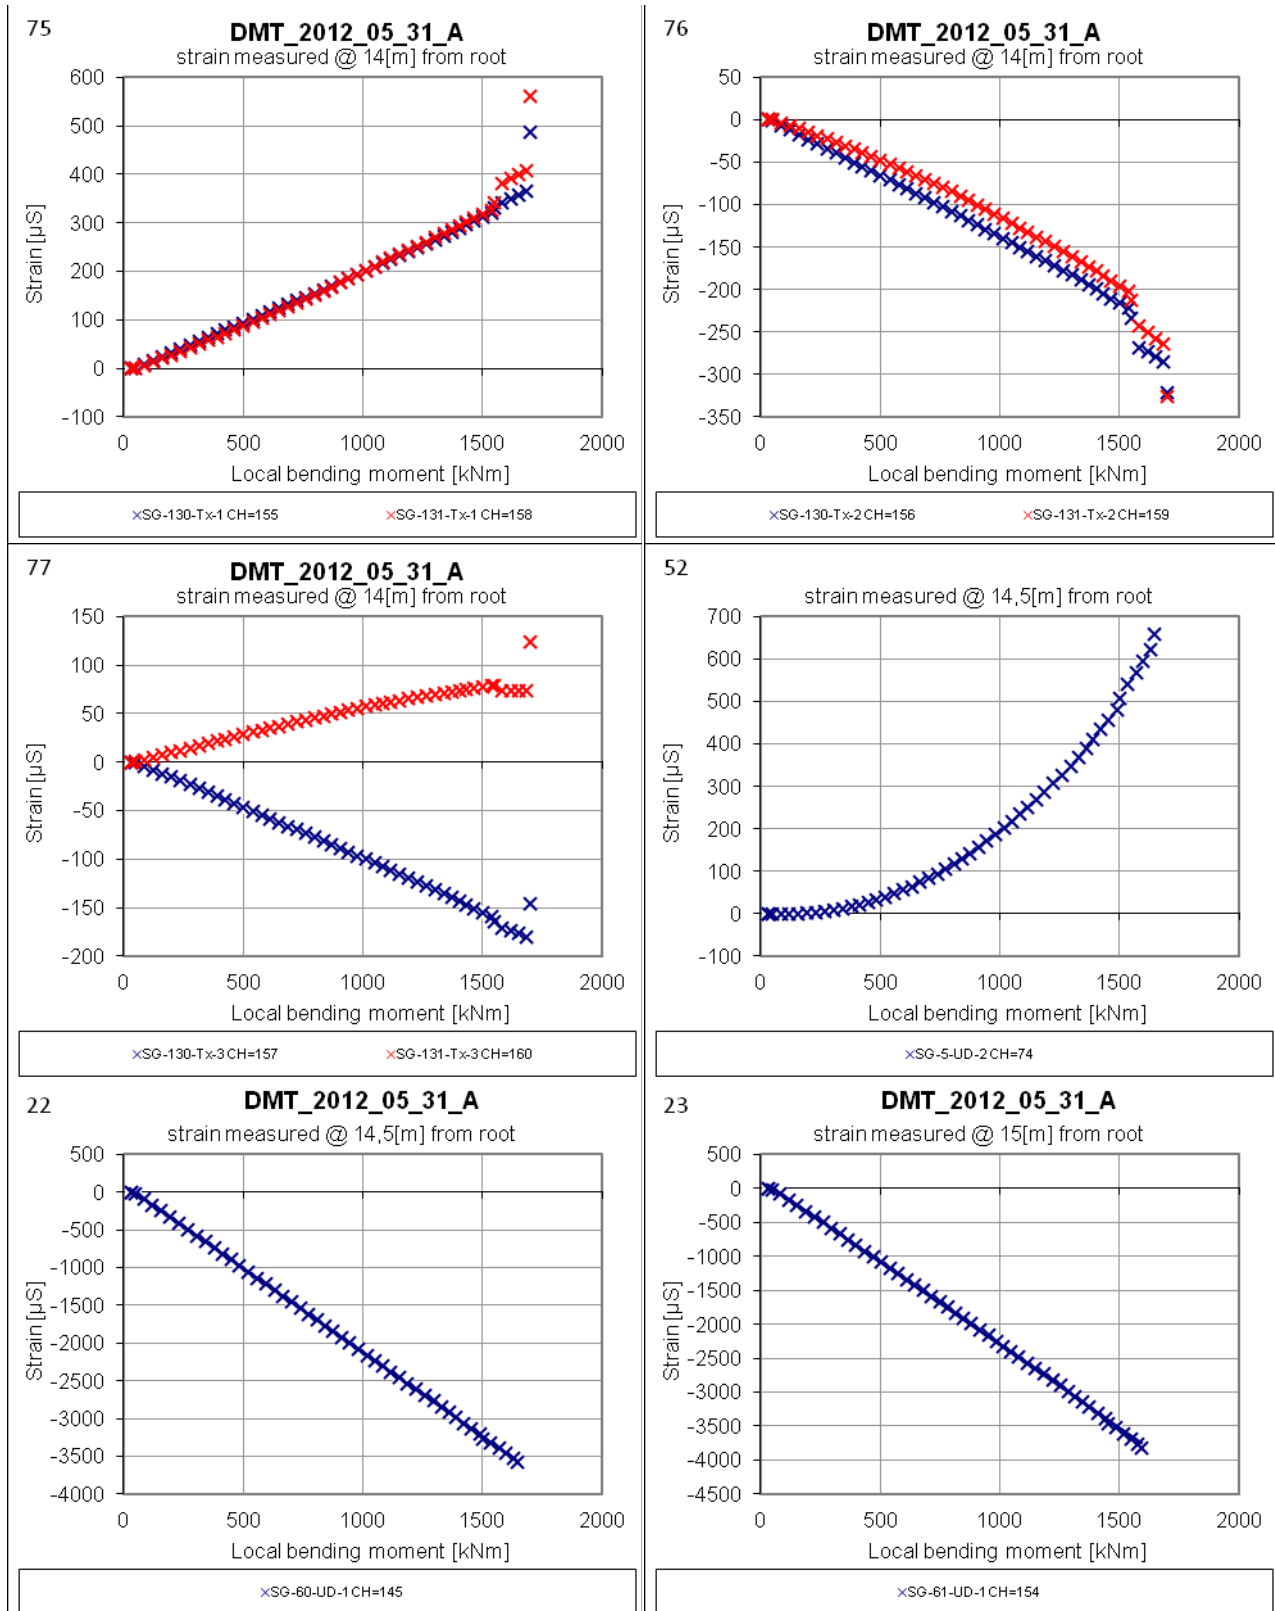 75
DMT_2012_05_31_A
strain measured @ 14[m] from root
600
500
400
300
200
100
0
-100
Strain [µS]
0 500 1000 1500 2000
Local bending moment [kNm]
SG-130-Tx-1 CH=155 SG-131-Tx-1 CH=158
76
DMT_2012_05_31_A
strain measured @ 14[m] from root
50
0
-50
-100
-150
-200
-250
-300
-350
Strain [µS]
0 500 1000 1500 2000
Local bending moment [kNm]
SG-130-Tx-2 CH=156 SG-131-Tx-2 CH=159
77
DMT_2012_05_31_A
strain measured @ 14[m] from root
150
100
50
0
-50
-100
-150
-200
Strain [µS]
0 500 1000 1500 2000
Local bending moment [kNm]
SG-130-Tx-3 CH=157 SG-131-Tx-3 CH=160
52
strain measured @ 14,5[m] from root
700
600
500
400
300
200
100
0
-100
Strain [µS]
0 500 1000 1500 2000
Local bending moment [kNm]
SG-5-UD-2 CH=74
22
DMT_2012_05_31_A
strain measured @ 14,5[m] from root
500
0
-500
-1000
-1500
-2000
-2500
-3000
-3500
-4000
Strain [µS]
0 500 1000 1500 2000
Local bending moment [kNm]
SG-60-UD-1 CH=145
23
DMT_2012_05_31_A
strain measured @ 15[m] from root
500
0
-500
-1000
-1500
-2000
-2500
-3000
-3500
-4000
-4500
Strain [µS]
0 500 1000 1500 2000
Local bending moment [kNm]
SG-61-UD-1 CH=154